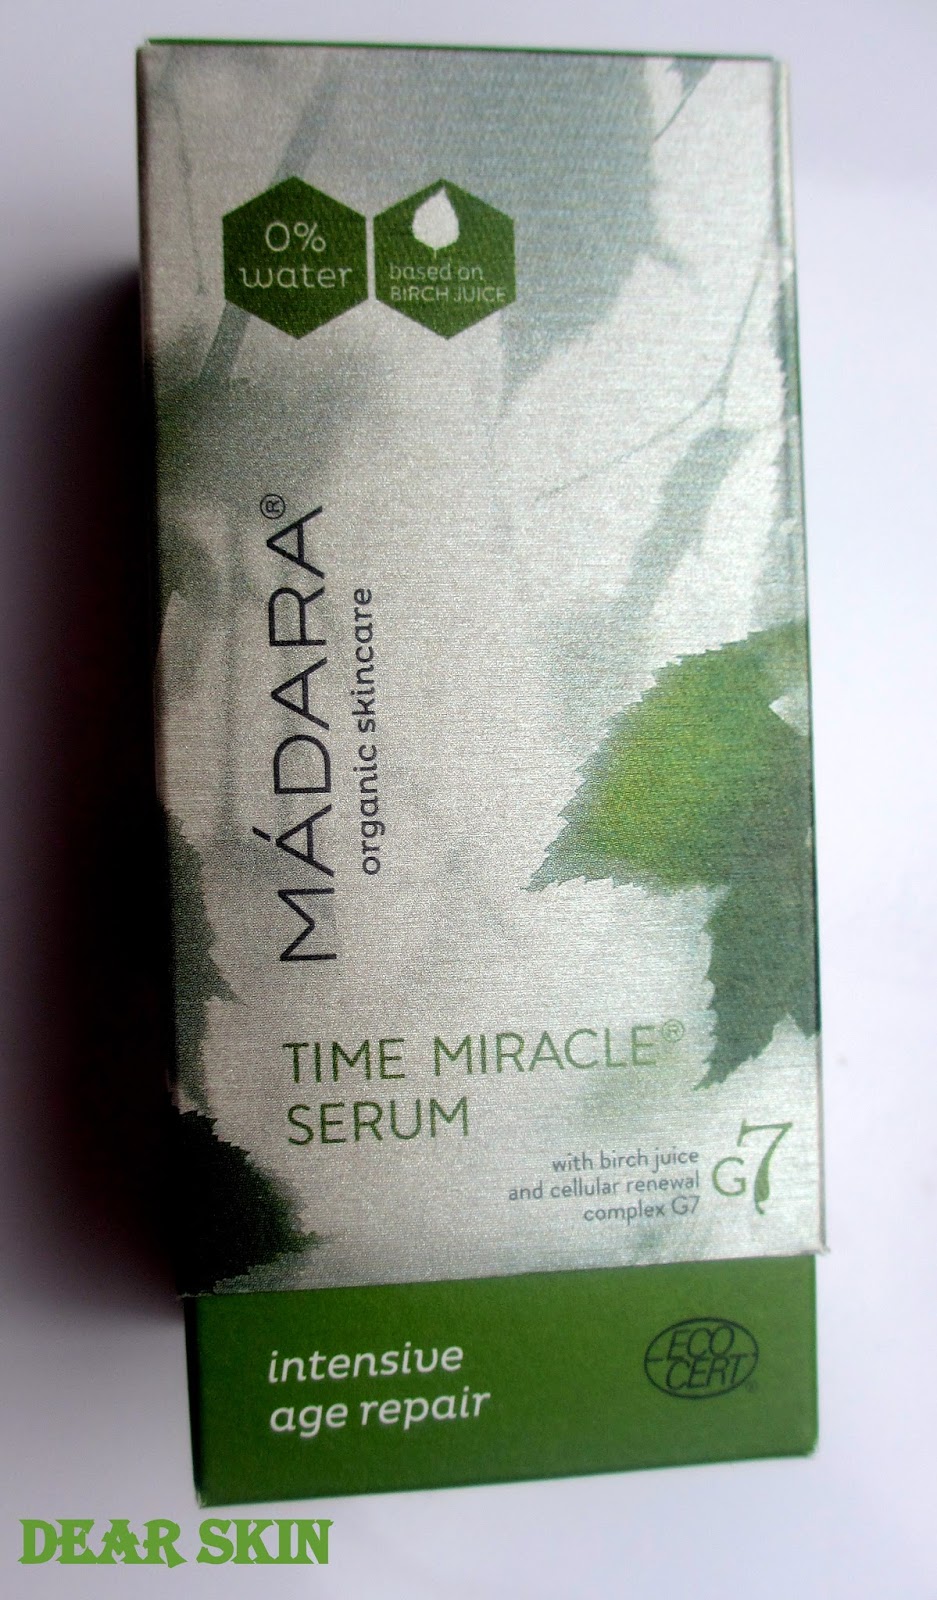 0%
water
based on
BIRCH JUICE
MÁDARA®
organic skincare
TIME MIRACLE®
SERUM
with birch juice
and cellular renewal
complex G7
G7
intensive
age repair
ECO
CERT®
DEAR SKIN